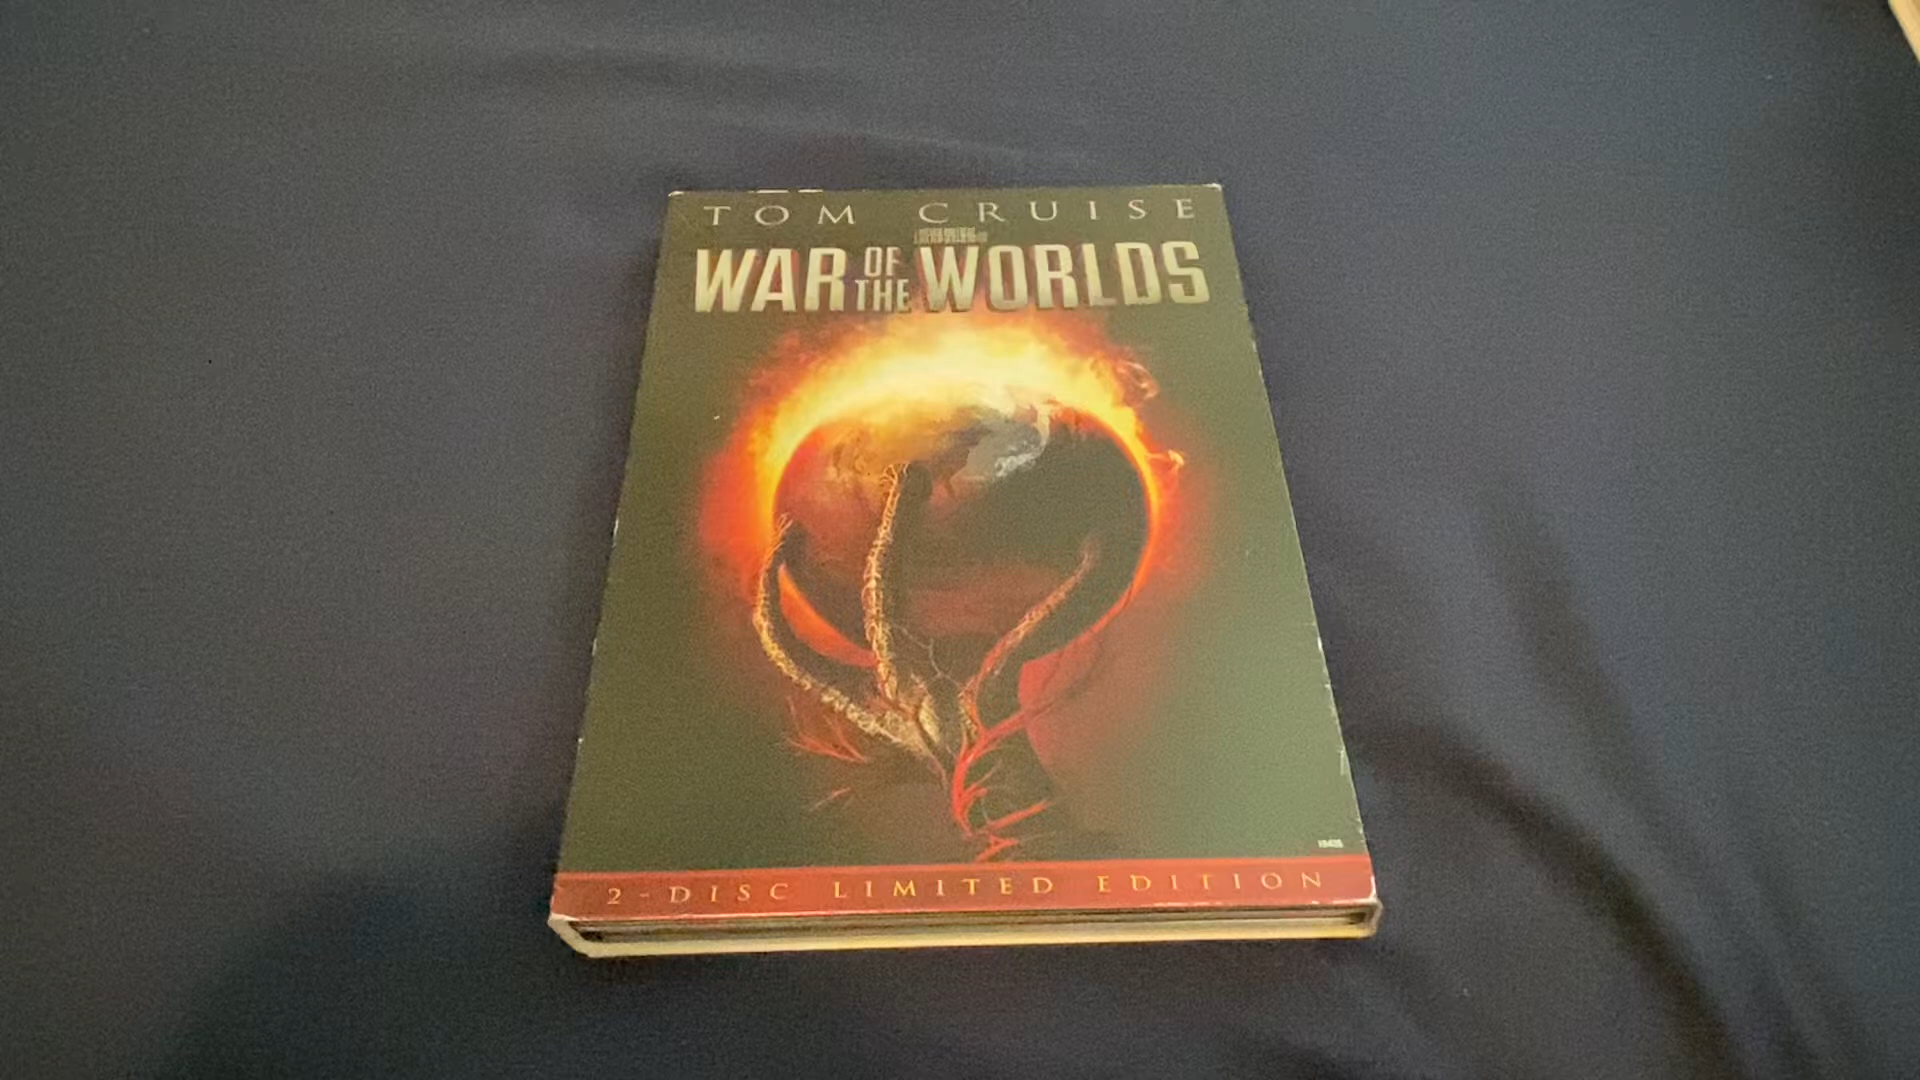 TOM CRUISE
WAR OF THE WORLDS
2-DISC LIMITED EDITION